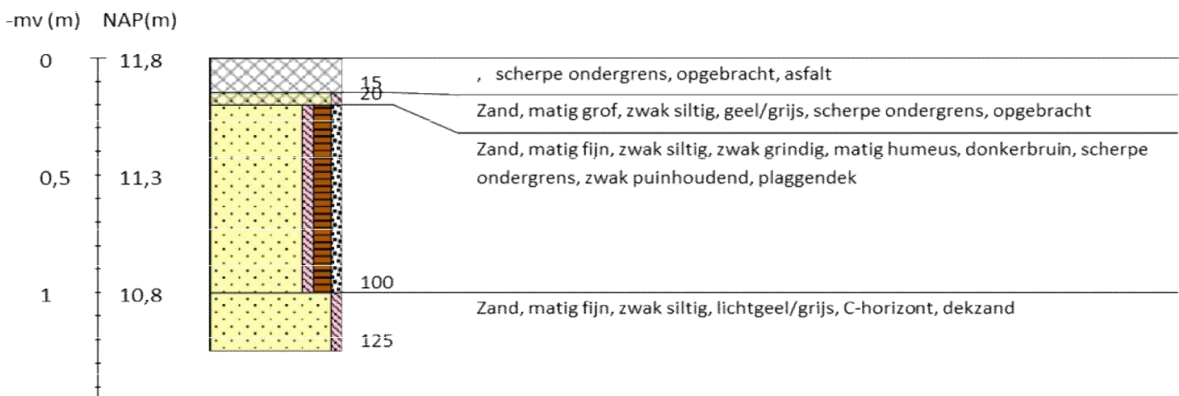 -mv (m) NAP(m)
0 11,8
15
, scherpe ondergrens, opgebracht, asfalt
20
Zand, matig grof, zwak siltig, geel/grijs, scherpe ondergrens, opgebracht
Zand, matig fijn, zwak siltig, zwak grindig, matig humeus, donkerbruin, scherpe
ondergrens, zwak puinhoudend, plaggendek
0,5 11,3
100
1 10,8
Zand, matig fijn, zwak siltig, lichtgeel/grijs, C-horizont, dekzand
125